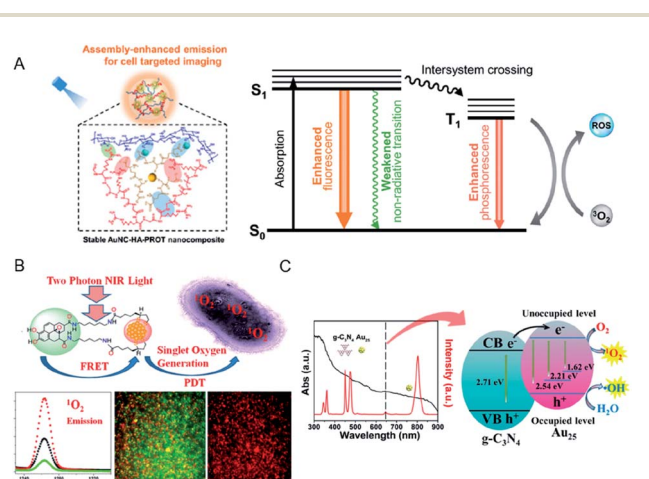 A
Assembly-enhanced emission
for cell targeted imaging
Stable AuNC-HA-PROT nanocomposite
S1
S0
Absorption
Enhanced
fluorescence
Weakened
non-radiative transition
Intersystem crossing
T1
Enhanced
phosphorescence
ROS
³O₂
B
Two Photon NIR Light
FRET
Singlet Oxygen
Generation
PDT
¹O₂
¹O₂
¹O₂
¹O₂
Emission
C
g-C₃N₄ Au₂₅
Abs (a.u.)
Intensity (a.u.)
300 400 500 600 700 800 900
Wavelength (nm)
CB e⁻
2.71 eV
VB h⁺
g-C₃N₄
Unoccupied level
e⁻
1.62 eV
2.21 eV
2.54 eV
h⁺
Occupied level
Au₂₅
O₂
¹O₂
•OH
H₂O